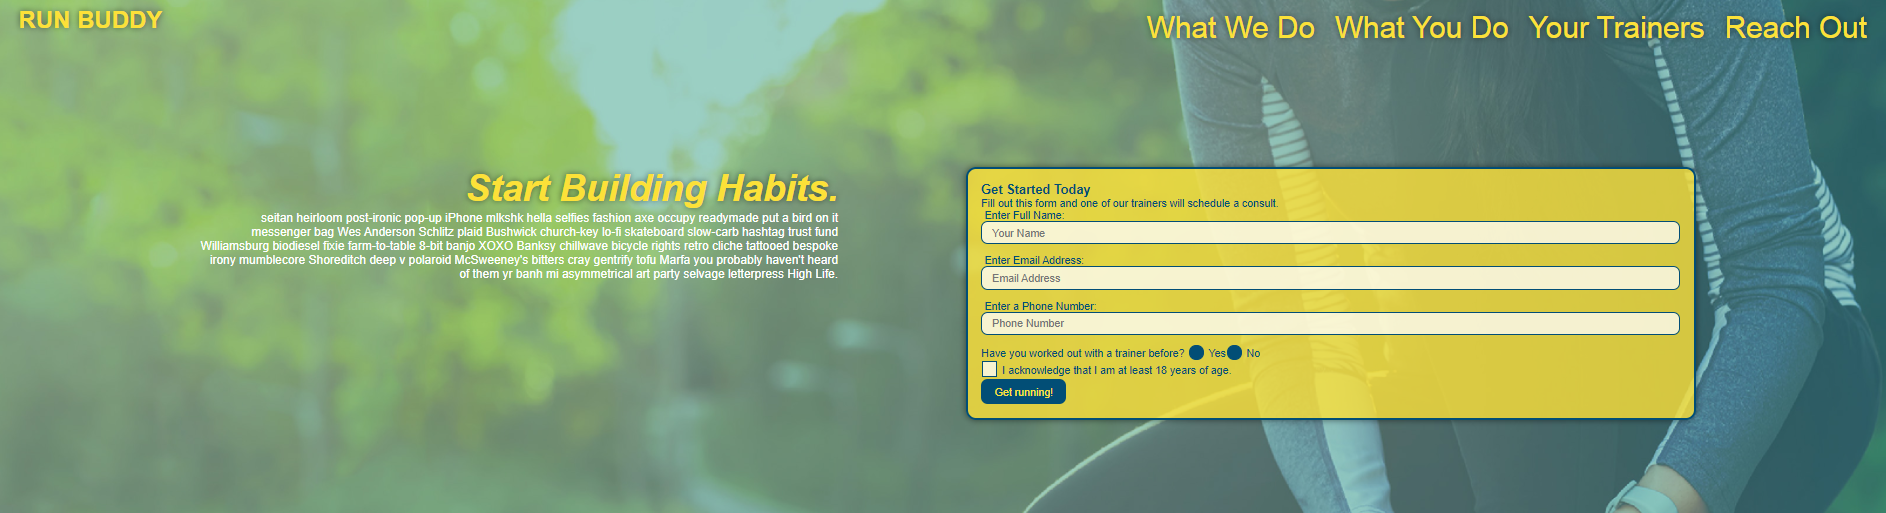 RUN BUDDY
What We Do What You Do Your Trainers Reach Out
Start Building Habits.
seitan heirloom post-ironic pop-up iPhone mlkshk hella selfies fashion axe occupy readymade put a bird on it
messenger bag Wes Anderson Schlitz plaid Bushwick church-key lo-fi skateboard slow-carb hashtag trust fund
Williamsburg biodiesel fixie farm-to-table 8-bit banjo XOXO Banksy chillwave bicycle rights retro cliche tattooed bespoke
irony mumblecore Shoreditch deep v polaroid McSweeney's bitters cray gentrify tofu Marfa you probably haven't heard
of them yr banh mi asymmetrical art party selvage letterpress High Life.
Get Started Today
Fill out this form and one of our trainers will schedule a consult.
Enter Full Name:
Your Name
Enter Email Address:
Email Address
Enter a Phone Number:
Phone Number
Have you worked out with a trainer before? Yes No
I acknowledge that I am at least 18 years of age.
Get running!